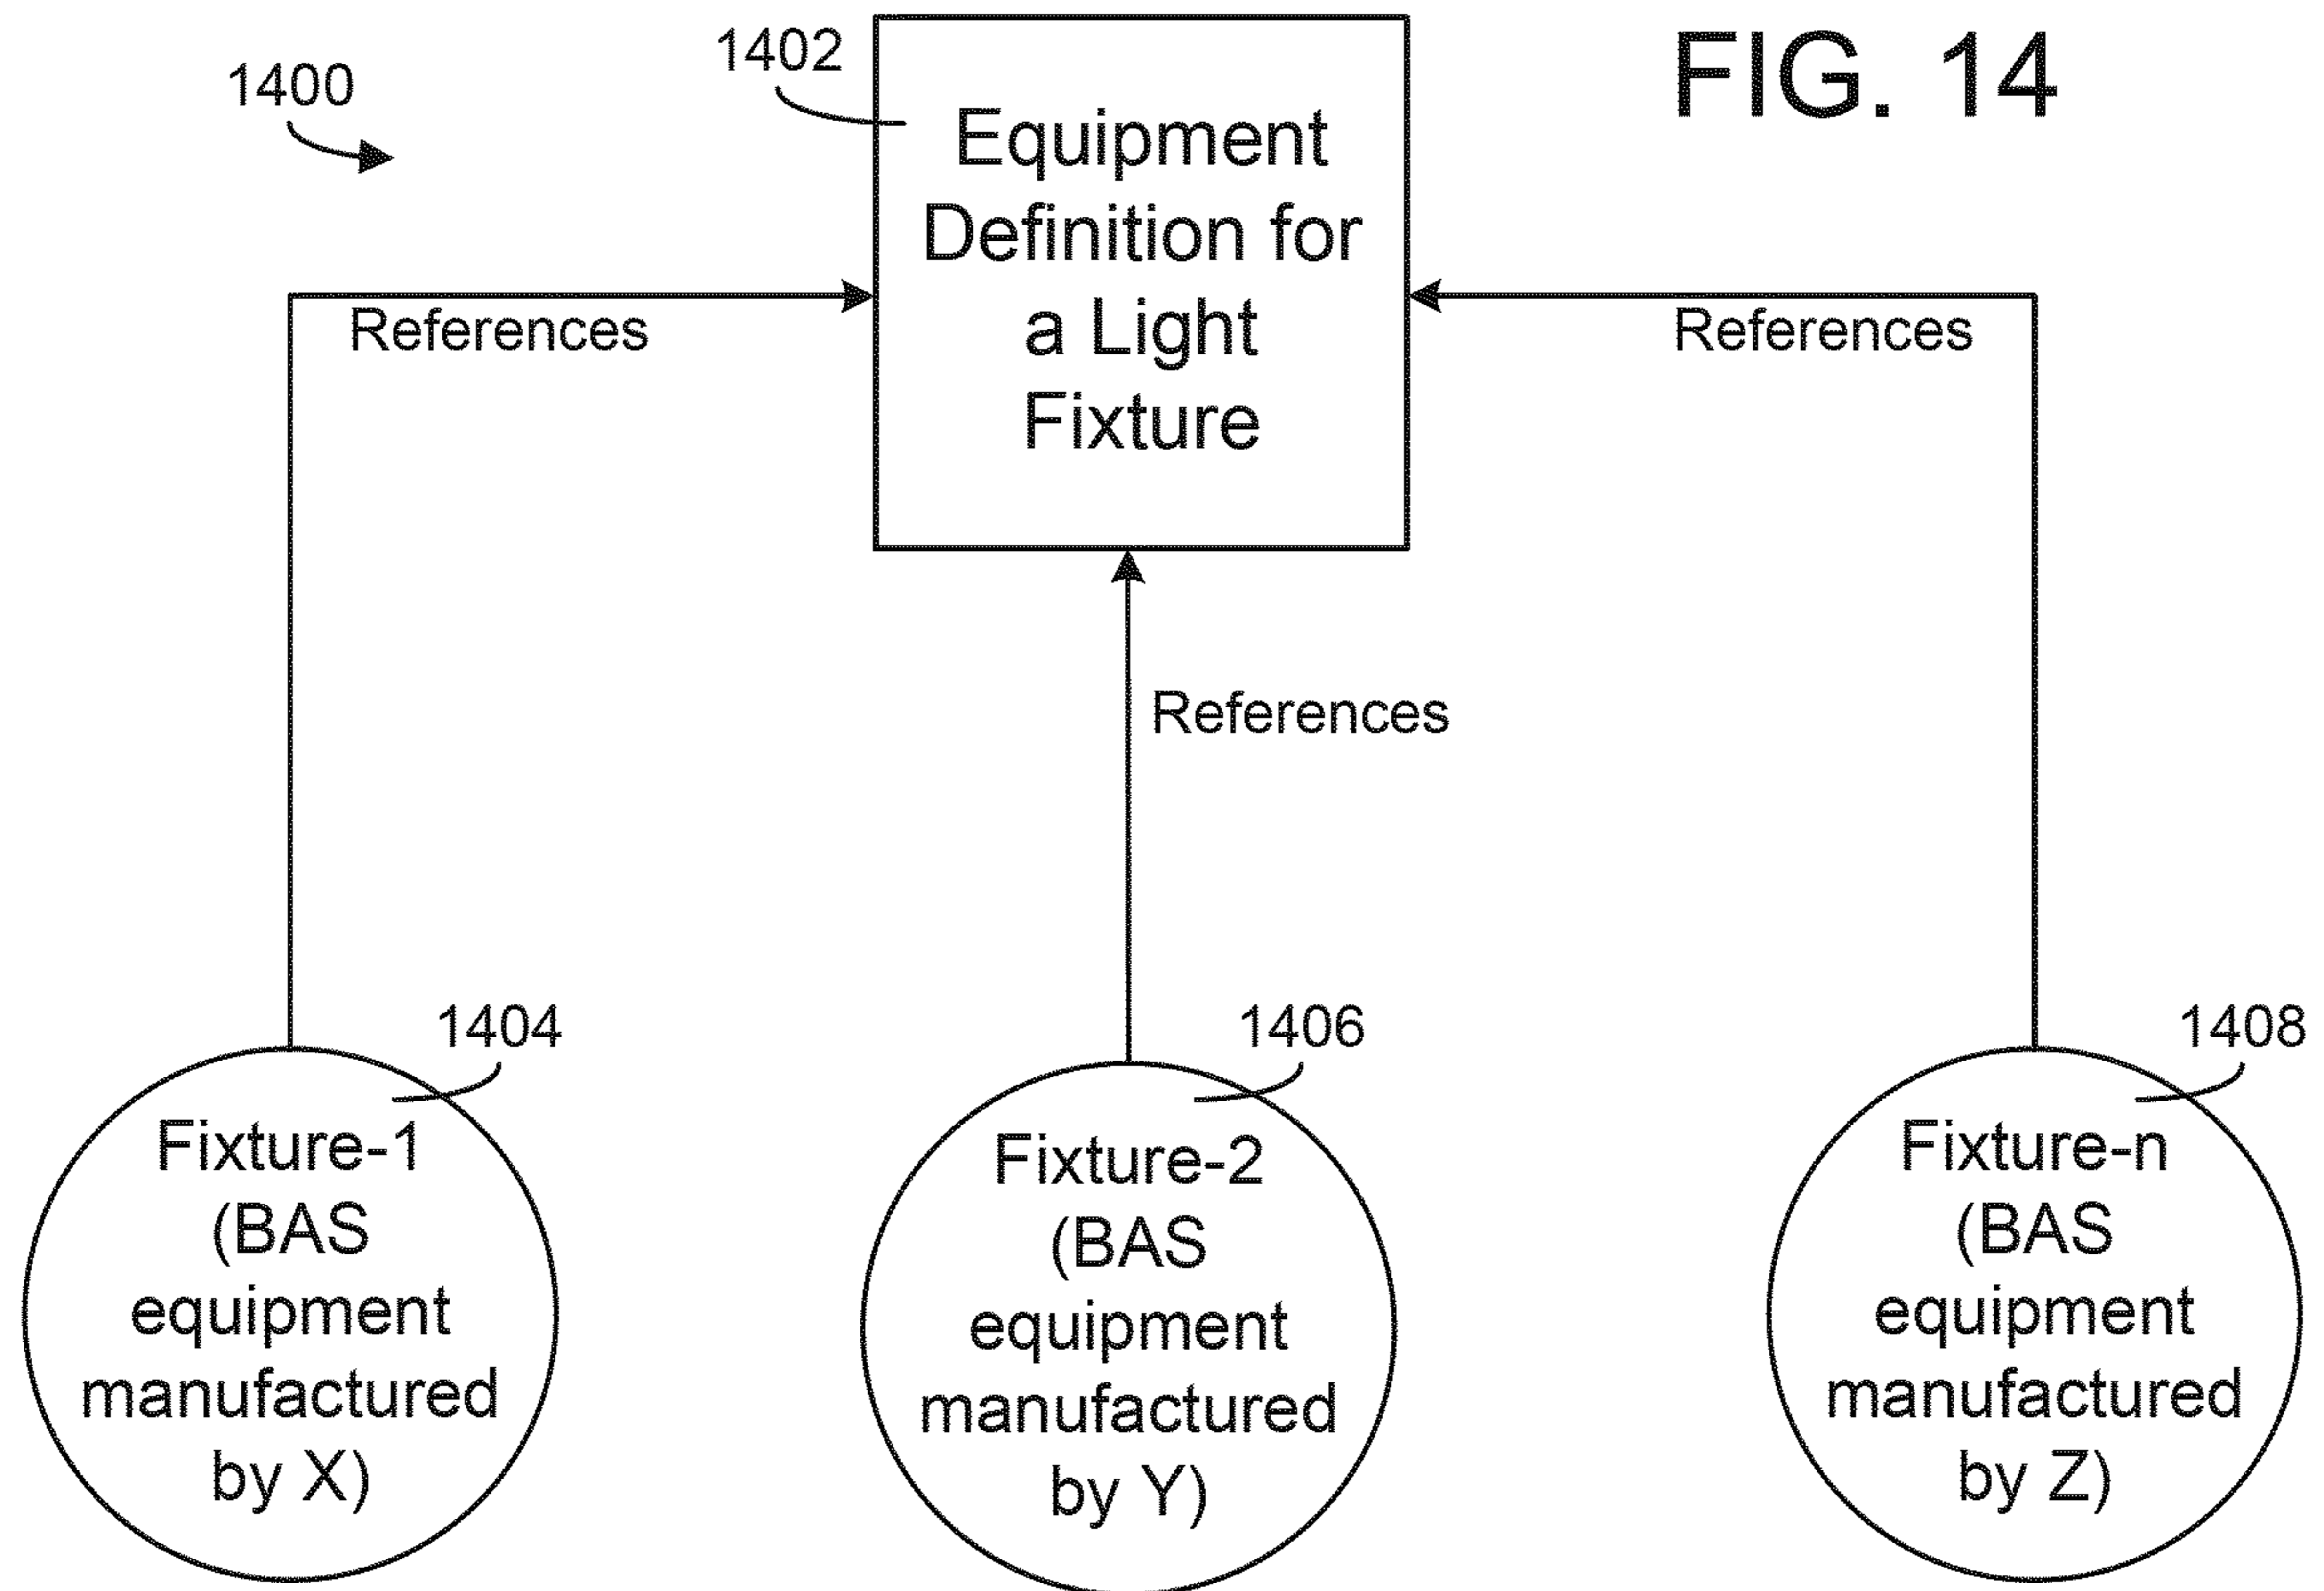 FIG. 14
1400
1402
Equipment
Definition for
a Light
Fixture
References
References
References
1404
Fixture-1
(BAS
equipment
manufactured
by X)
1406
Fixture-2
(BAS
equipment
manufactured
by Y)
1408
Fixture-n
(BAS
equipment
manufactured
by Z)